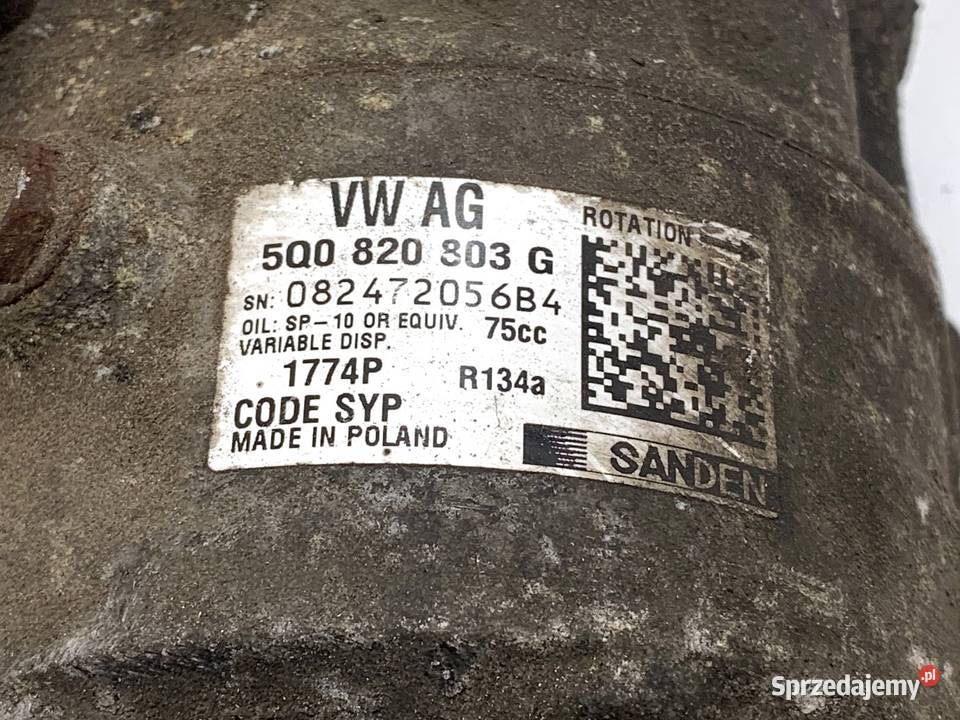 VW AG
5Q0 820 803 G
ROTATION
SN: 082472056B4
OIL: SP-10 OR EQUIV. 75cc
VARIABLE DISP.
1774P R134a
CODE SYP
MADE IN POLAND
SANDEN
Sprzedajemy.pl